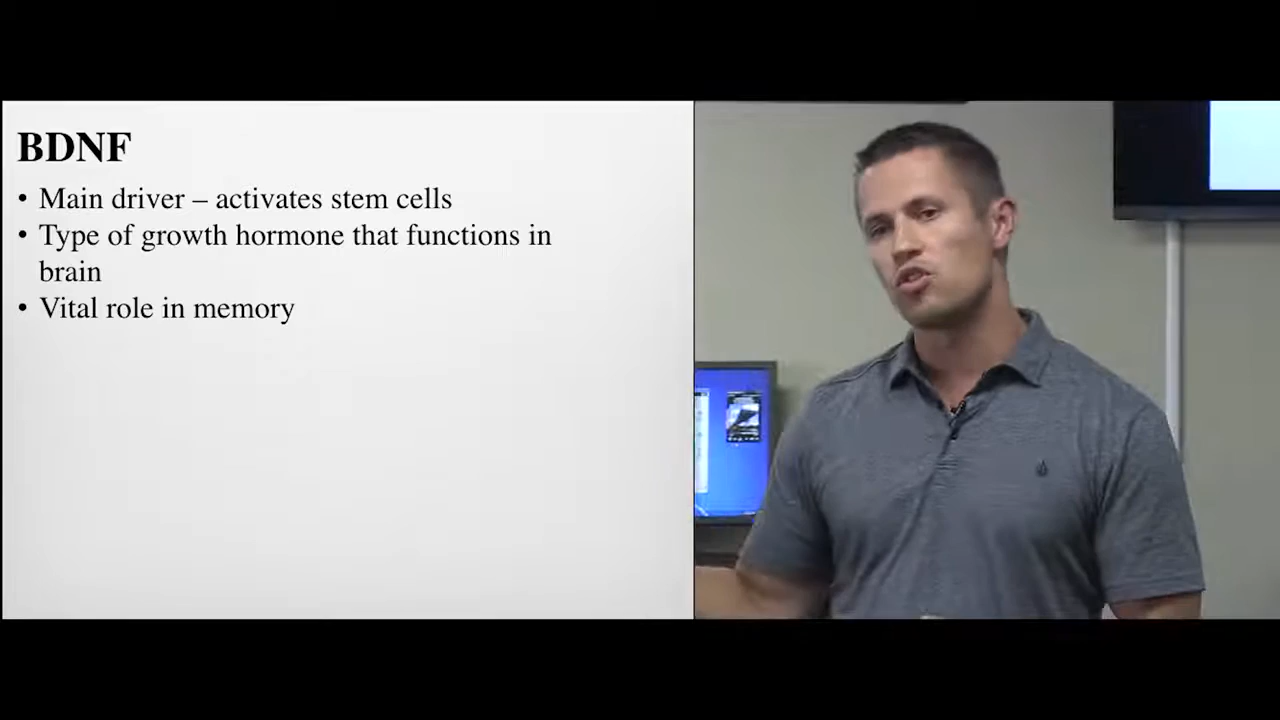 BDNF
• Main driver – activates stem cells
• Type of growth hormone that functions in
brain
• Vital role in memory